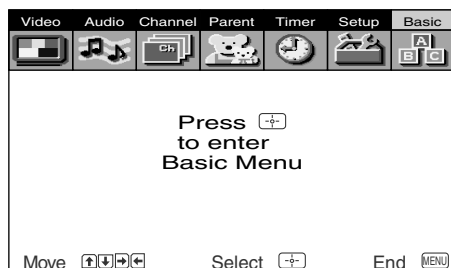 Video Audio Channel Parent Timer Setup Basic
Ch A B C
Press
to enter
Basic Menu
Move Select End MENU